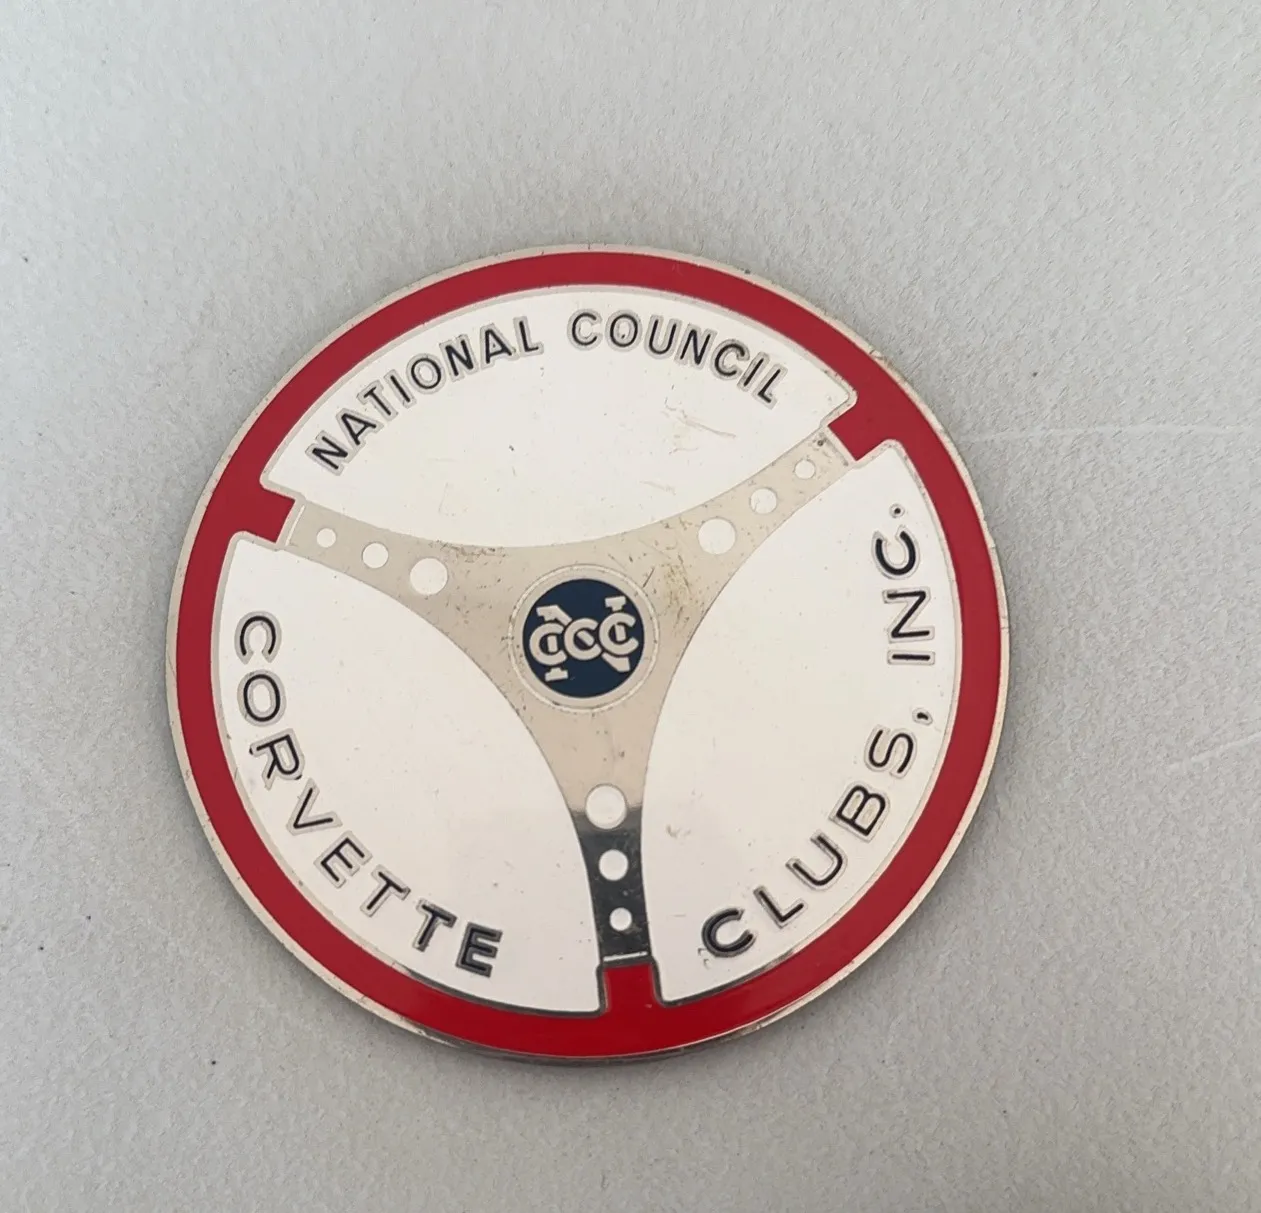 NATIONAL COUNCIL
CORVETTE
CLUBS, INC.
NCCC